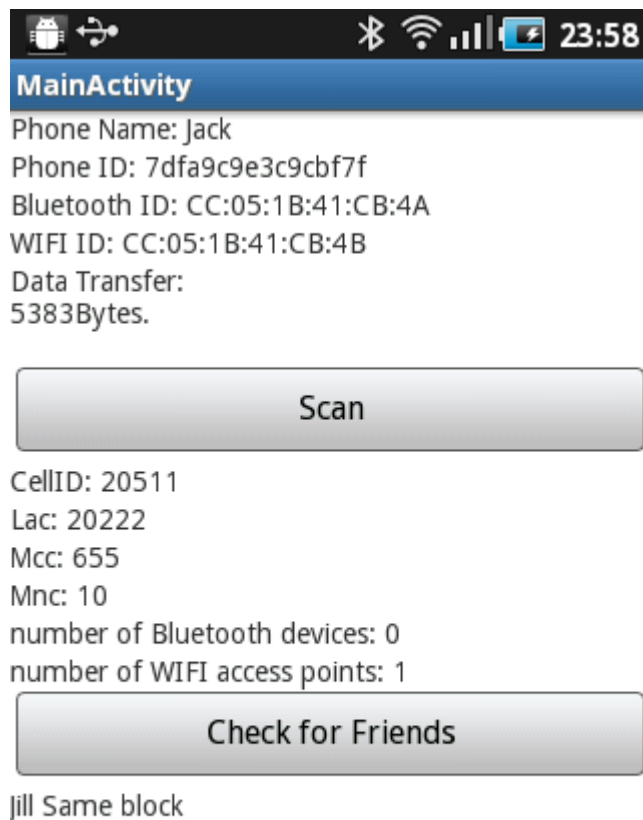 23:58
MainActivity
Phone Name: Jack
Phone ID: 7dfa9c9e3c9cbf7f
Bluetooth ID: CC:05:1B:41:CB:4A
WIFI ID: CC:05:1B:41:CB:4B
Data Transfer:
5383Bytes.
Scan
CellID: 20511
Lac: 20222
Mcc: 655
Mnc: 10
number of Bluetooth devices: 0
number of WIFI access points: 1
Check for Friends
Jill Same block